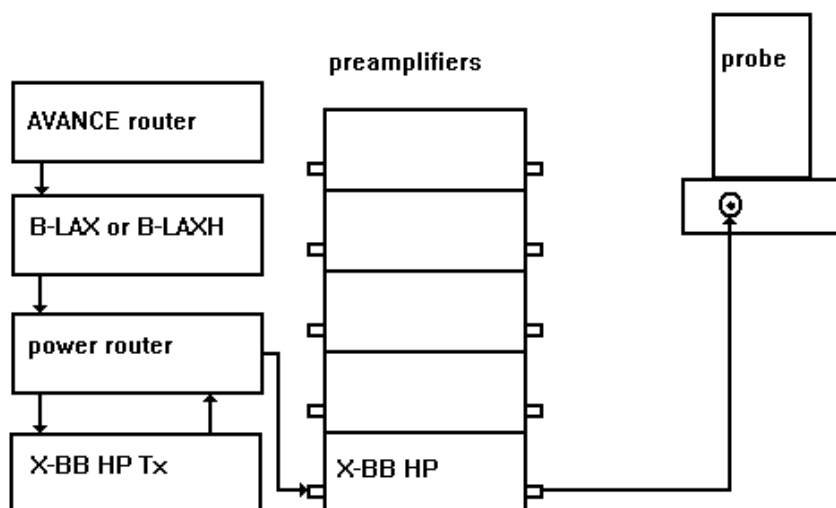 preamplifiers
probe
AVANCE router
B-LAX or B-LAXH
power router
X-BB HP Tx
X-BB HP